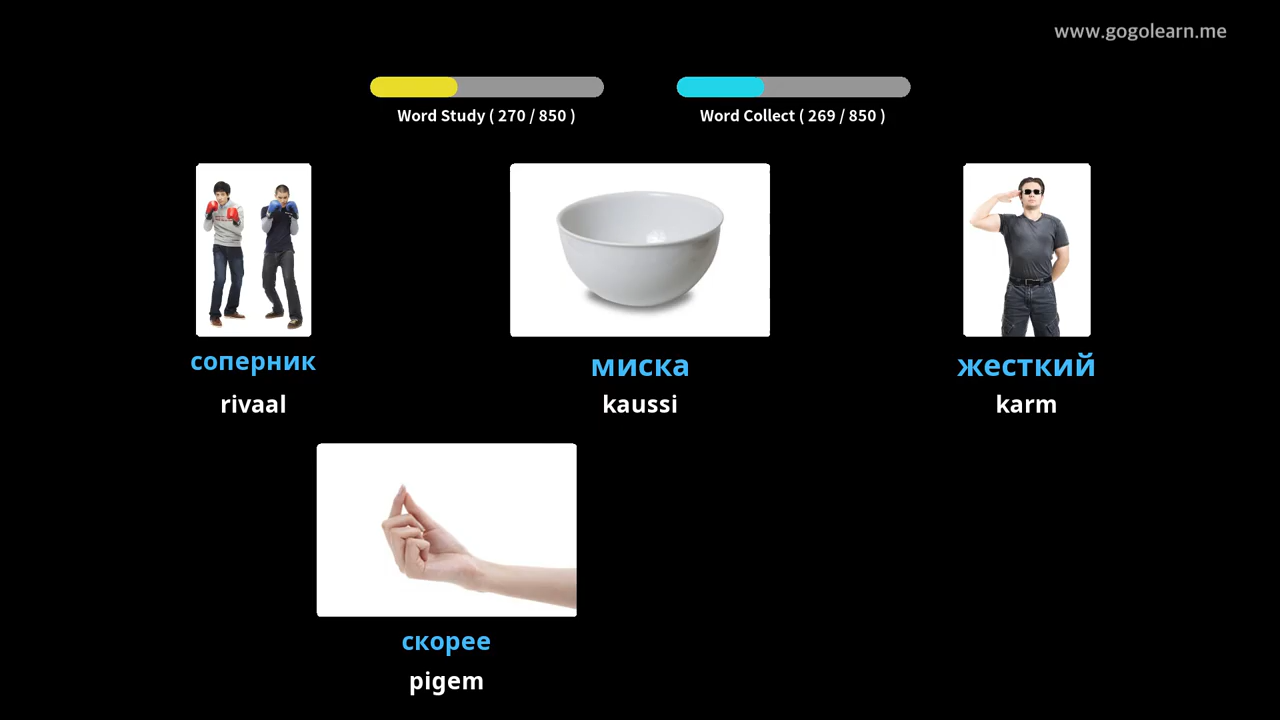 www.gogolearn.me
Word Study ( 270 / 850 )
Word Collect ( 269 / 850 )
соперник
миска
жесткий
rivaal
kaussi
karm
скорее
pigem